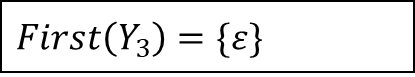 First(Y₃) = {ε}